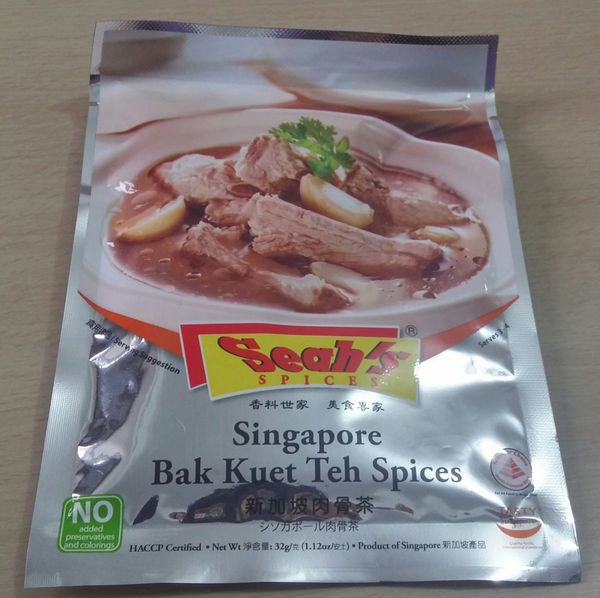 Serving Suggestion
Serves 3-4
Seah's®
SPICES
香料世家 美食喜家
Singapore
Bak Kuet Teh Spices
新加坡肉骨茶
シンガポール肉骨茶
NO
added
preservatives
and colorings
TASTY
HACCP Certified • Net Wt 淨含量: 32g/克 (1.12oz/安士) • Product of Singapore 新加坡產品